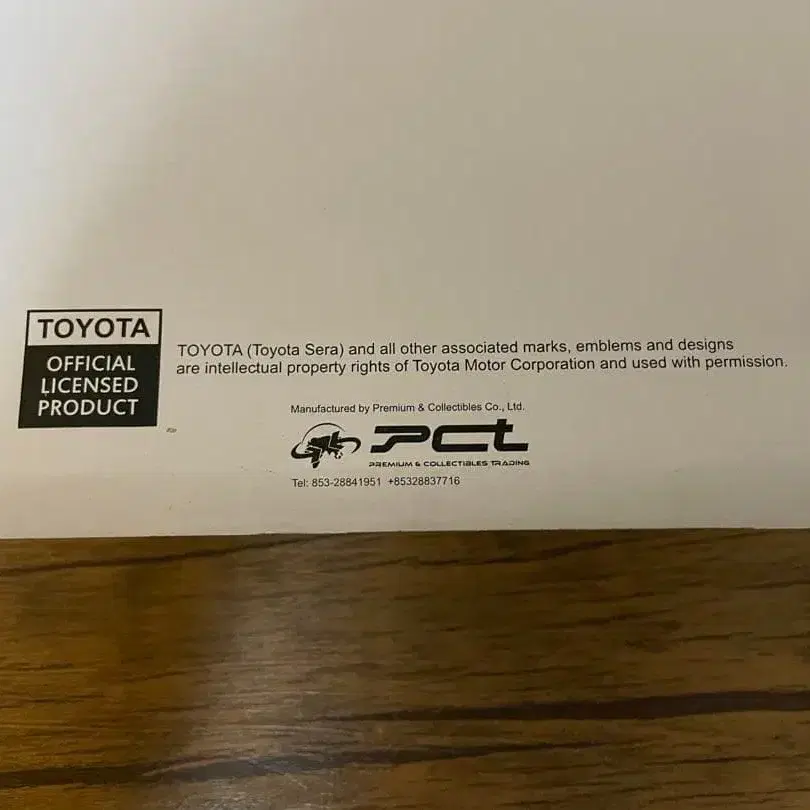 TOYOTA
OFFICIAL
LICENSED
PRODUCT
TOYOTA (Toyota Sera) and all other associated marks, emblems and designs
are intellectual property rights of Toyota Motor Corporation and used with permission.
Manufactured by Premium & Collectibles Co., Ltd.
PCT
PREMIUM & COLLECTIBLES TRADING
Tel: 853-28841951 +85328837716